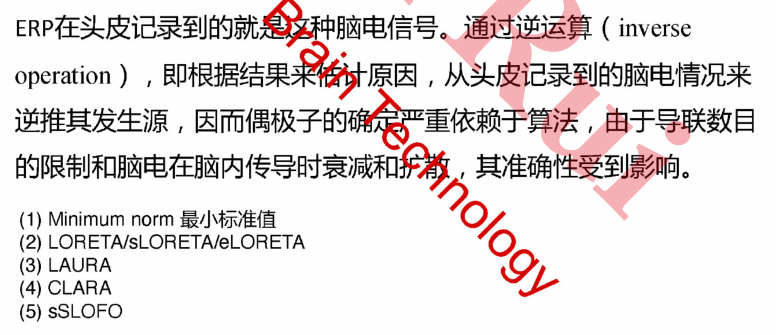 ERP在头皮记录到的就是这种脑电信号。通过逆运算（inverse
operation），即根据结果来估计原因，从头皮记录到的脑电情况来
逆推其发生源，因而偶极子的确定严重依赖于算法，由于导联数目
的限制和脑电在脑内传导时衰减和扩散，其准确性受到影响。
(1) Minimum norm 最小标准值
(2) LORETA/sLORETA/eLORETA
(3) LAURA
(4) CLARA
(5) sSLOFO
Brain Technology
Rui